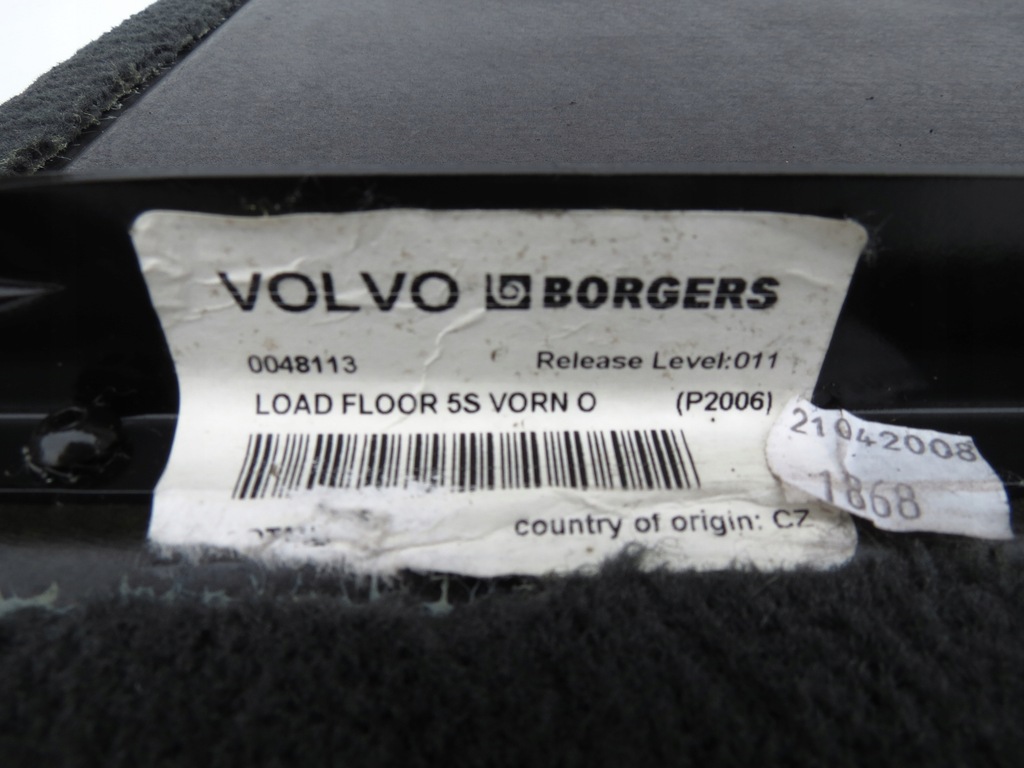 VOLVO BORGERS
0048113 Release Level:011
LOAD FLOOR 5S VORN O (P2006)
21042008
1868
country of origin: CZ